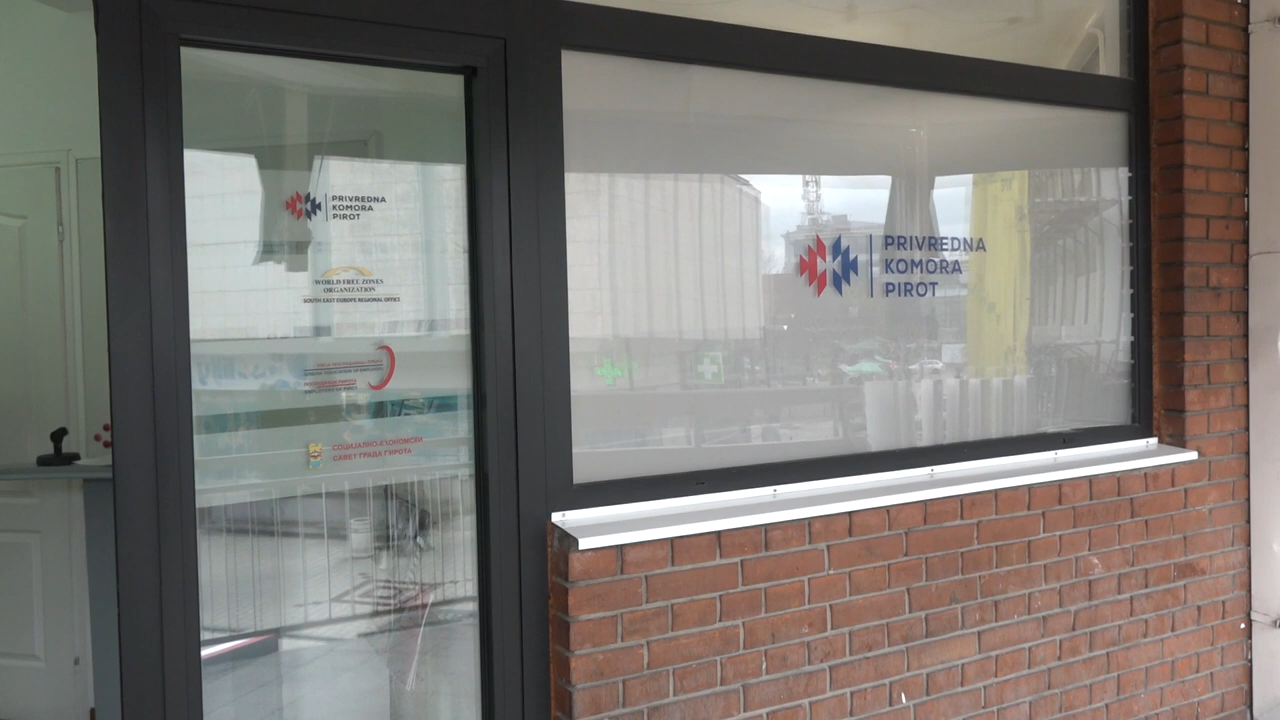 PRIVREDNA
KOMORA
PIROT
WORLD FREE ZONES
ORGANIZATION
SOUTH EAST EUROPE REGIONAL OFFICE
СОЦИЈАЛНО-ЕКОНОМСКИ
САВЕТ ГРАДА ПИРОТА
PRIVREDNA
KOMORA
PIROT